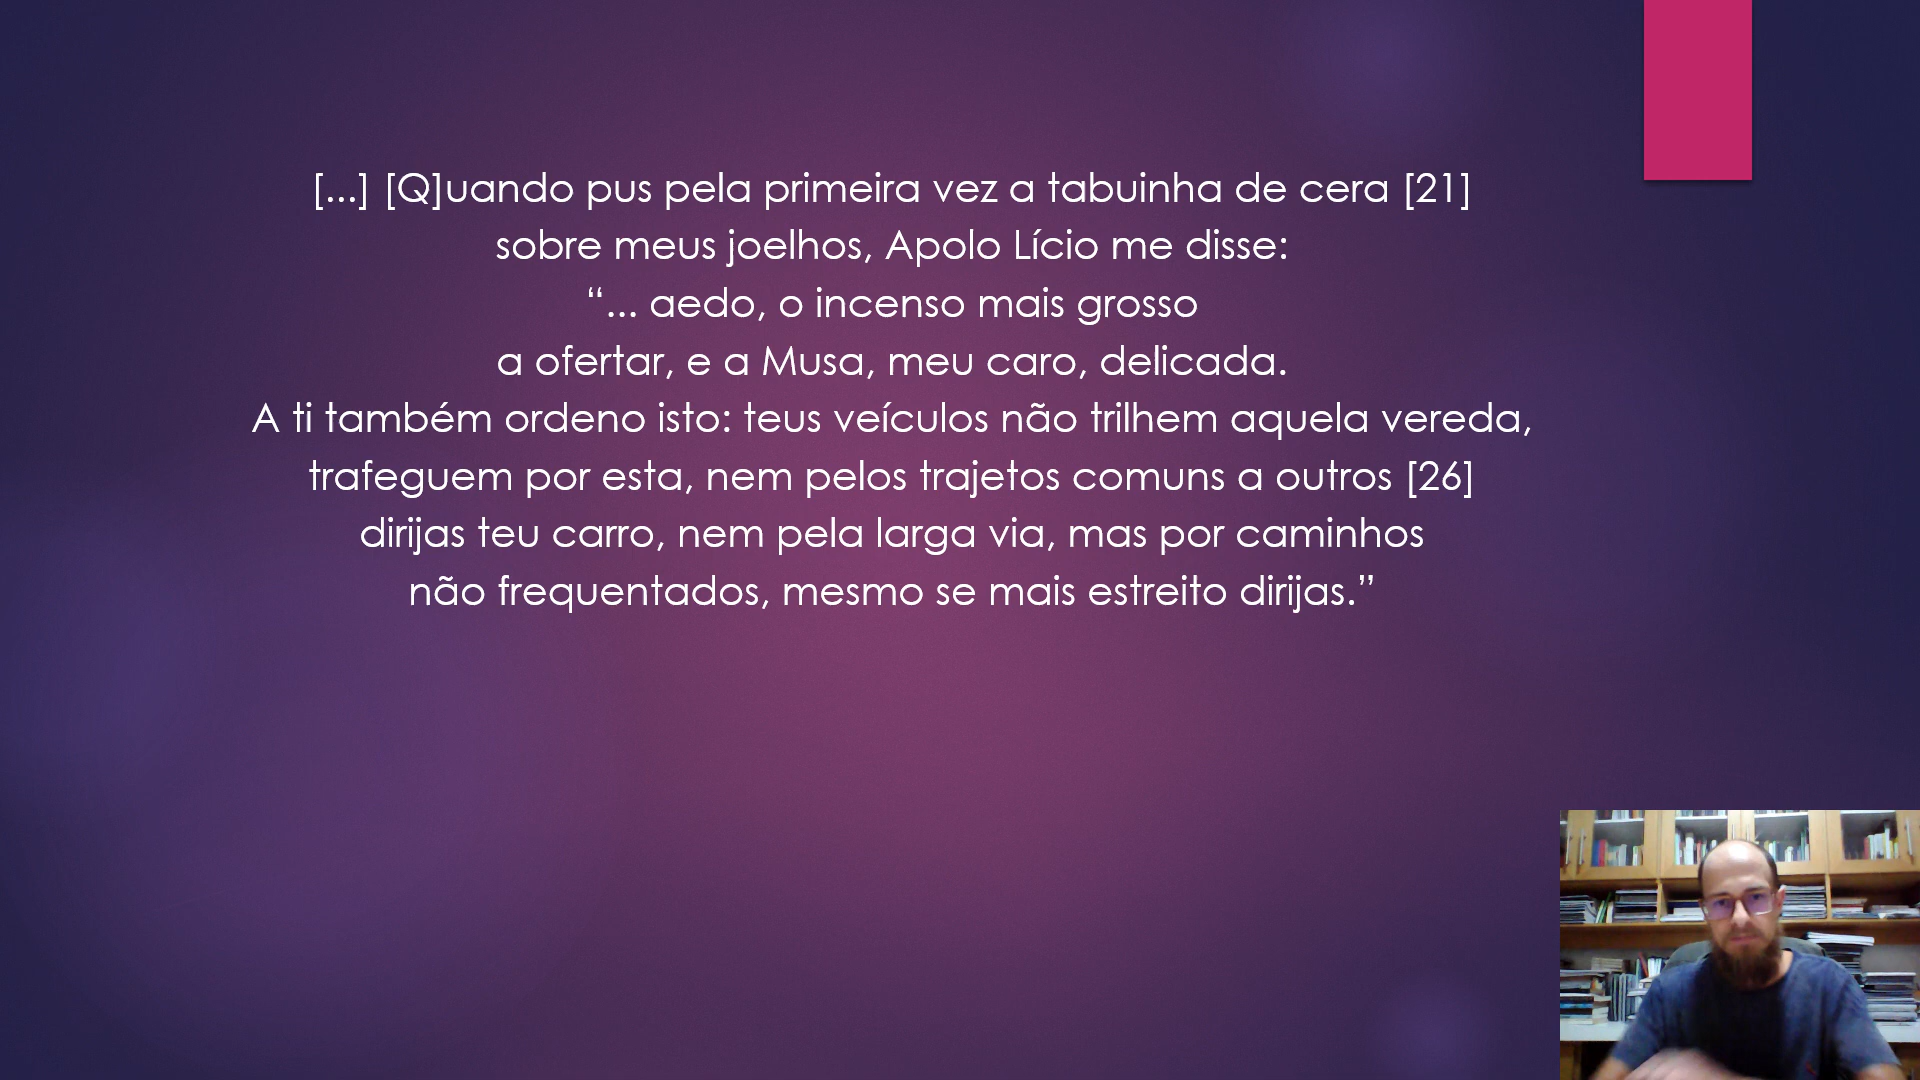 [...] [Q]uando pus pela primeira vez a tabuinha de cera [21]
sobre meus joelhos, Apolo Lício me disse:
“... aedo, o incenso mais grosso
a ofertar, e a Musa, meu caro, delicada.
A ti também ordeno isto: teus veículos não trilhem aquela vereda,
trafeguem por esta, nem pelos trajetos comuns a outros [26]
dirijas teu carro, nem pela larga via, mas por caminhos
não frequentados, mesmo se mais estreito dirijas.”